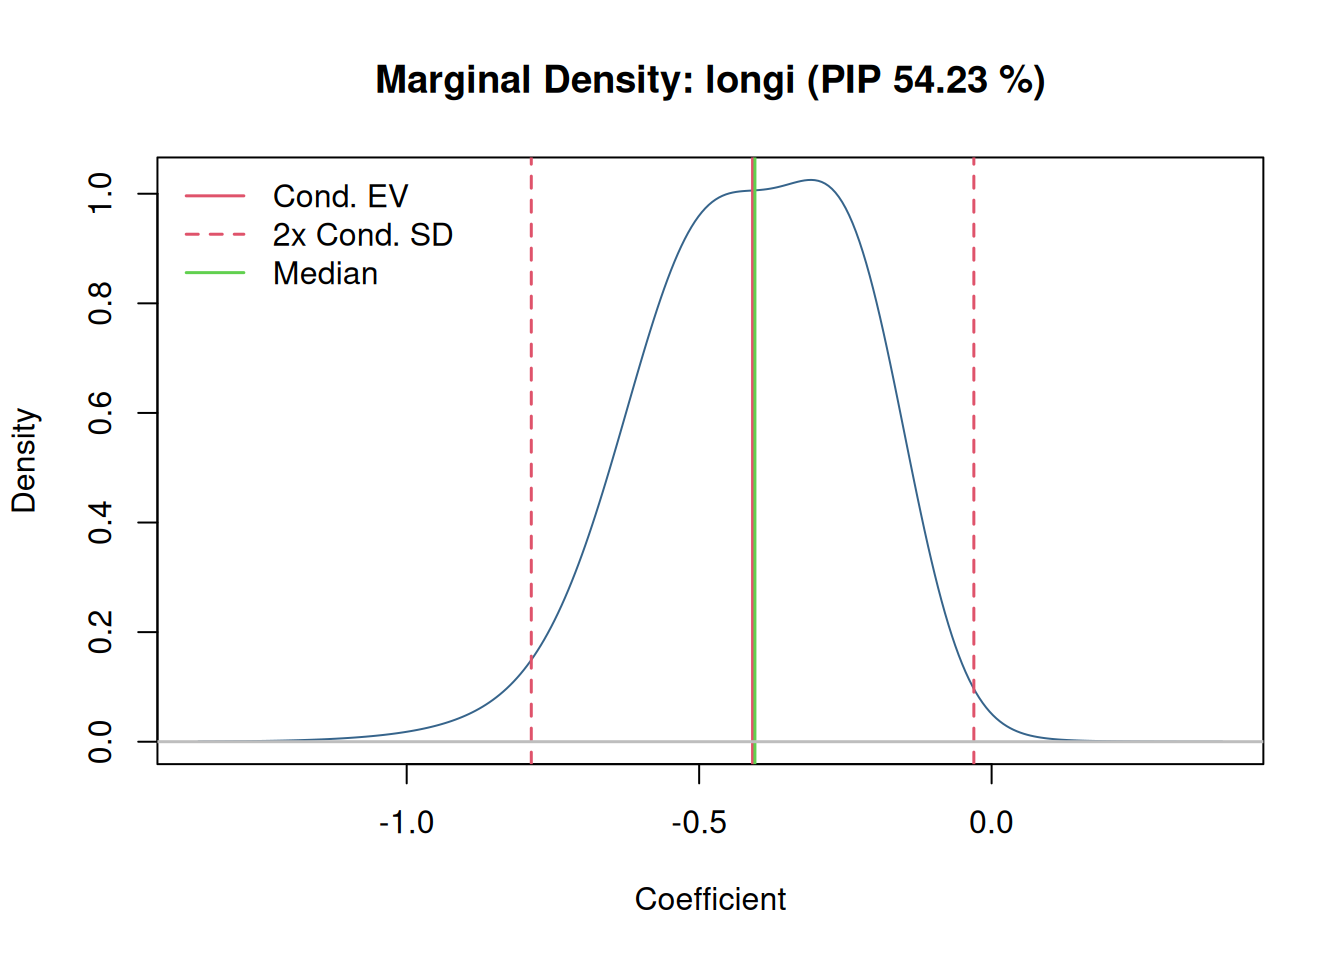 Marginal Density: longi (PIP 54.23 %)
Cond. EV
2x Cond. SD
Median
Density
1.0
0.8
0.6
0.4
0.2
0.0
-1.0
-0.5
0.0
Coefficient